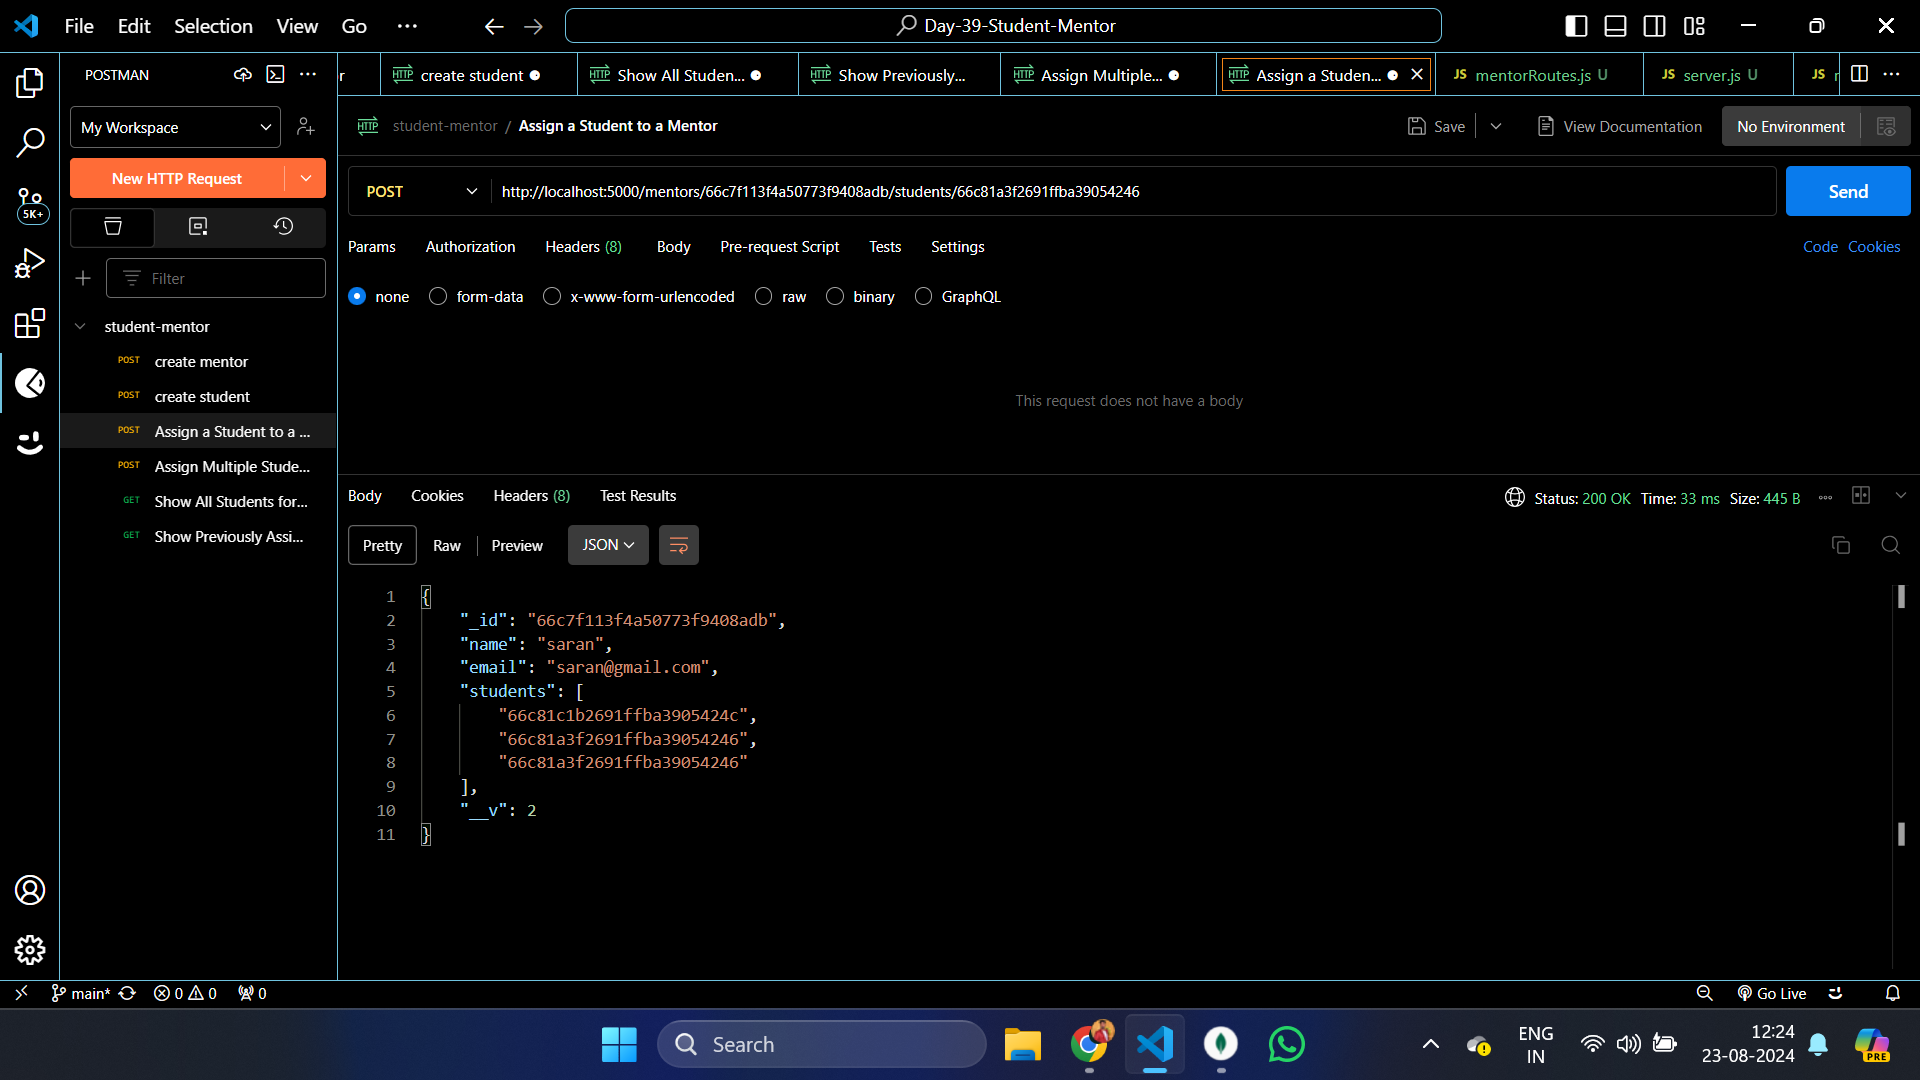 File Edit Selection View Go ··· Day-39-Student-Mentor
POSTMAN
r create student Show All Studen... Show Previously... Assign Multiple... Assign a Studen... JS mentorRoutes.js U JS server.js U JS
My Workspace
student-mentor / Assign a Student to a Mentor
Save View Documentation No Environment
New HTTP Request
POST http://localhost:5000/mentors/66c7f113f4a50773f9408adb/students/66c81a3f2691ffba39054246 Send
5K+
Params Authorization Headers (8) Body Pre-request Script Tests Settings Code Cookies
Filter
none form-data x-www-form-urlencoded raw binary GraphQL
student-mentor
POST create mentor
POST create student
POST Assign a Student to a ...
POST Assign Multiple Stude...
GET Show All Students for...
GET Show Previously Assi...
This request does not have a body
Body Cookies Headers (8) Test Results Status: 200 OK Time: 33 ms Size: 445 B
Pretty Raw Preview JSON
1 {
2 "_id": "66c7f113f4a50773f9408adb",
3 "name": "saran",
4 "email": "saran@gmail.com",
5 "students": [
6 "66c81c1b2691ffba3905424c",
7 "66c81a3f2691ffba39054246",
8 "66c81a3f2691ffba39054246"
9 ],
10 "__v": 2
11 }
main* 0 0 0 Go Live
Search
ENG
IN
12:24
23-08-2024
PRE